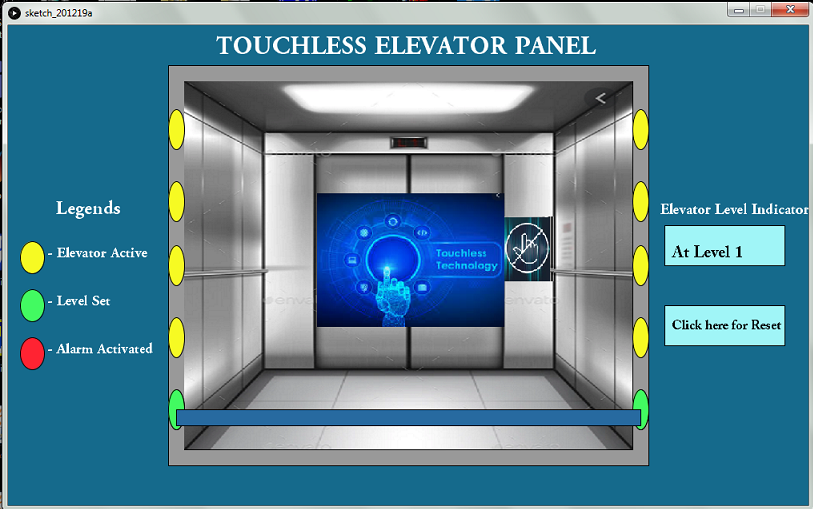 sketch_201219a
TOUCHLESS ELEVATOR PANEL
Legends
- Elevator Active
- Level Set
- Alarm Activated
Touchless
Technology
Elevator Level Indicator
At Level 1
Click here for Reset
envato